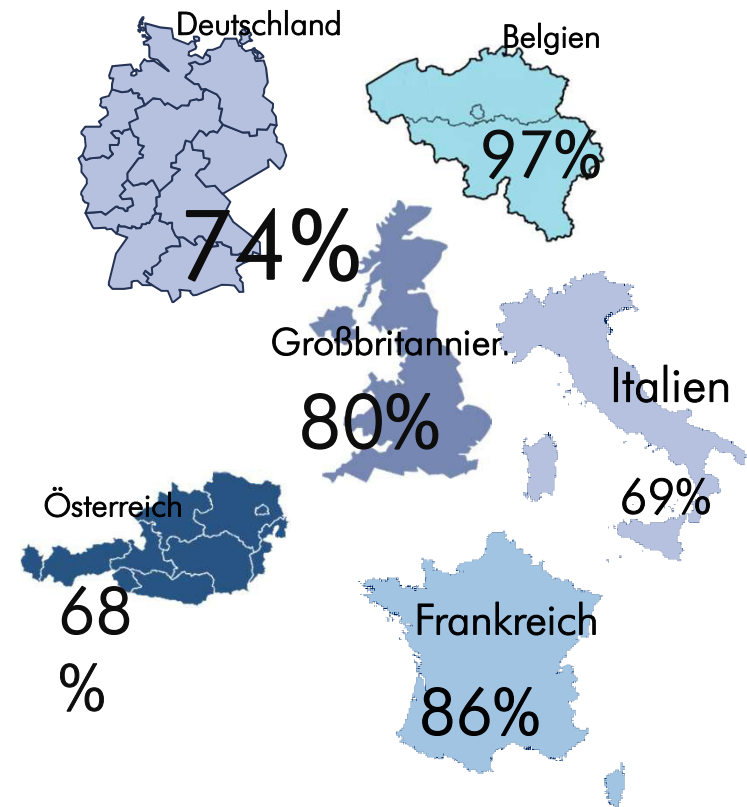 Deutschland
74%
Belgien
97%
Großbritannier.
80%
Italien
69%
Österreich
68
%
Frankreich
86%